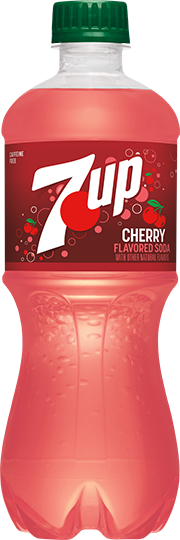 CAFFEINE
FREE
7up
CHERRY
FLAVORED SODA
WITH OTHER NATURAL FLAVORS